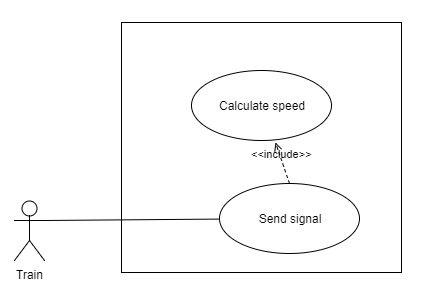 Calculate speed
<<include>>
Send signal
Train